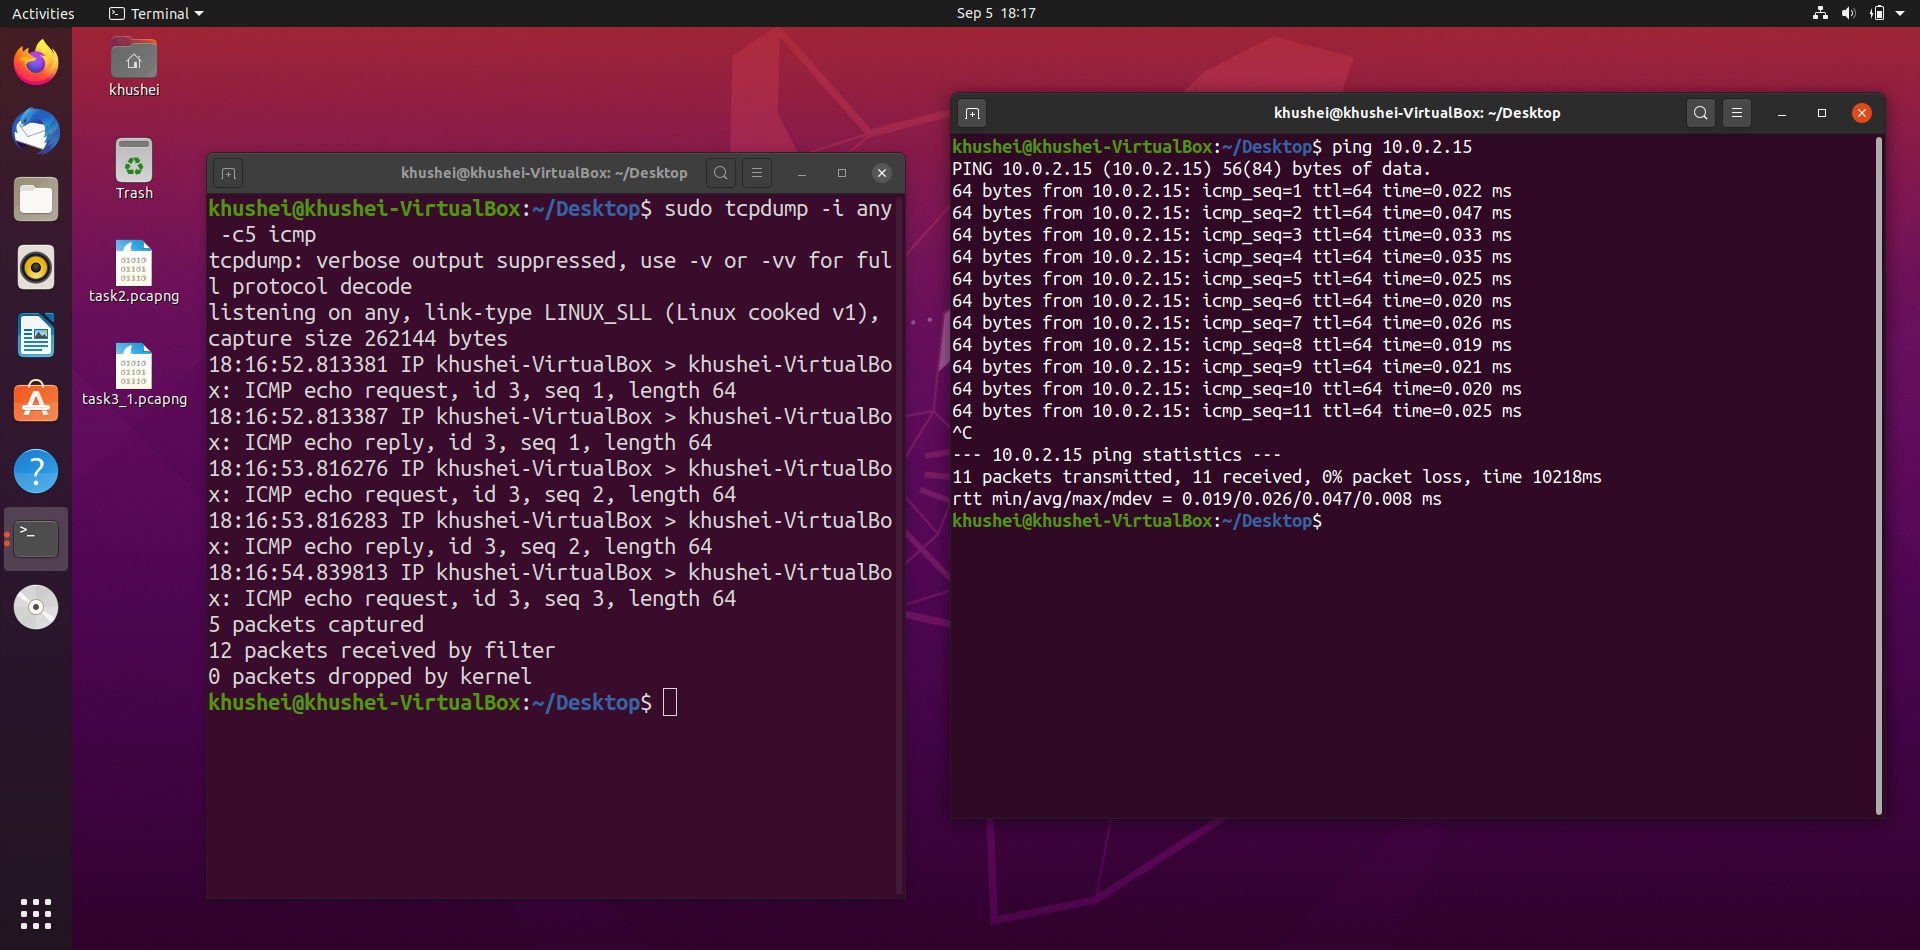 Activities
Terminal
Sep 5 18:17
khushei
Trash
01010
01101
01110
task2.pcapng
01010
01101
01110
task3_1.pcapng
khushei@khushei-VirtualBox: ~/Desktop
khushei@khushei-VirtualBox:~/Desktop$ sudo tcpdump -i any
 -c5 icmp
tcpdump: verbose output suppressed, use -v or -vv for ful
l protocol decode
listening on any, link-type LINUX_SLL (Linux cooked v1),
capture size 262144 bytes
18:16:52.813381 IP khushei-VirtualBox > khushei-VirtualBo
x: ICMP echo request, id 3, seq 1, length 64
18:16:52.813387 IP khushei-VirtualBox > khushei-VirtualBo
x: ICMP echo reply, id 3, seq 1, length 64
18:16:53.816276 IP khushei-VirtualBox > khushei-VirtualBo
x: ICMP echo request, id 3, seq 2, length 64
18:16:53.816283 IP khushei-VirtualBox > khushei-VirtualBo
x: ICMP echo reply, id 3, seq 2, length 64
18:16:54.839813 IP khushei-VirtualBox > khushei-VirtualBo
x: ICMP echo request, id 3, seq 3, length 64
5 packets captured
12 packets received by filter
0 packets dropped by kernel
khushei@khushei-VirtualBox:~/Desktop$
khushei@khushei-VirtualBox: ~/Desktop
khushei@khushei-VirtualBox:~/Desktop$ ping 10.0.2.15
PING 10.0.2.15 (10.0.2.15) 56(84) bytes of data.
64 bytes from 10.0.2.15: icmp_seq=1 ttl=64 time=0.022 ms
64 bytes from 10.0.2.15: icmp_seq=2 ttl=64 time=0.047 ms
64 bytes from 10.0.2.15: icmp_seq=3 ttl=64 time=0.033 ms
64 bytes from 10.0.2.15: icmp_seq=4 ttl=64 time=0.035 ms
64 bytes from 10.0.2.15: icmp_seq=5 ttl=64 time=0.025 ms
64 bytes from 10.0.2.15: icmp_seq=6 ttl=64 time=0.020 ms
64 bytes from 10.0.2.15: icmp_seq=7 ttl=64 time=0.026 ms
64 bytes from 10.0.2.15: icmp_seq=8 ttl=64 time=0.019 ms
64 bytes from 10.0.2.15: icmp_seq=9 ttl=64 time=0.021 ms
64 bytes from 10.0.2.15: icmp_seq=10 ttl=64 time=0.020 ms
64 bytes from 10.0.2.15: icmp_seq=11 ttl=64 time=0.025 ms
^C
--- 10.0.2.15 ping statistics ---
11 packets transmitted, 11 received, 0% packet loss, time 10218ms
rtt min/avg/max/mdev = 0.019/0.026/0.047/0.008 ms
khushei@khushei-VirtualBox:~/Desktop$